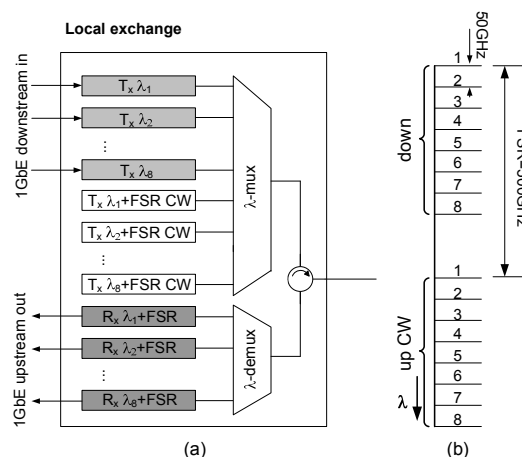 Local exchange
1GbE downstream in
Tx λ1
Tx λ2
⋮
Tx λ8
Tx λ1+FSR CW
Tx λ2+FSR CW
⋮
Tx λ8+FSR CW
λ-mux
1GbE upstream out
Rx λ1+FSR
Rx λ2+FSR
⋮
Rx λ8+FSR
λ-demux
(a)
50GHz
down
1
2
3
4
5
6
7
8
up CW
λ
1
2
3
4
5
6
7
8
(b)